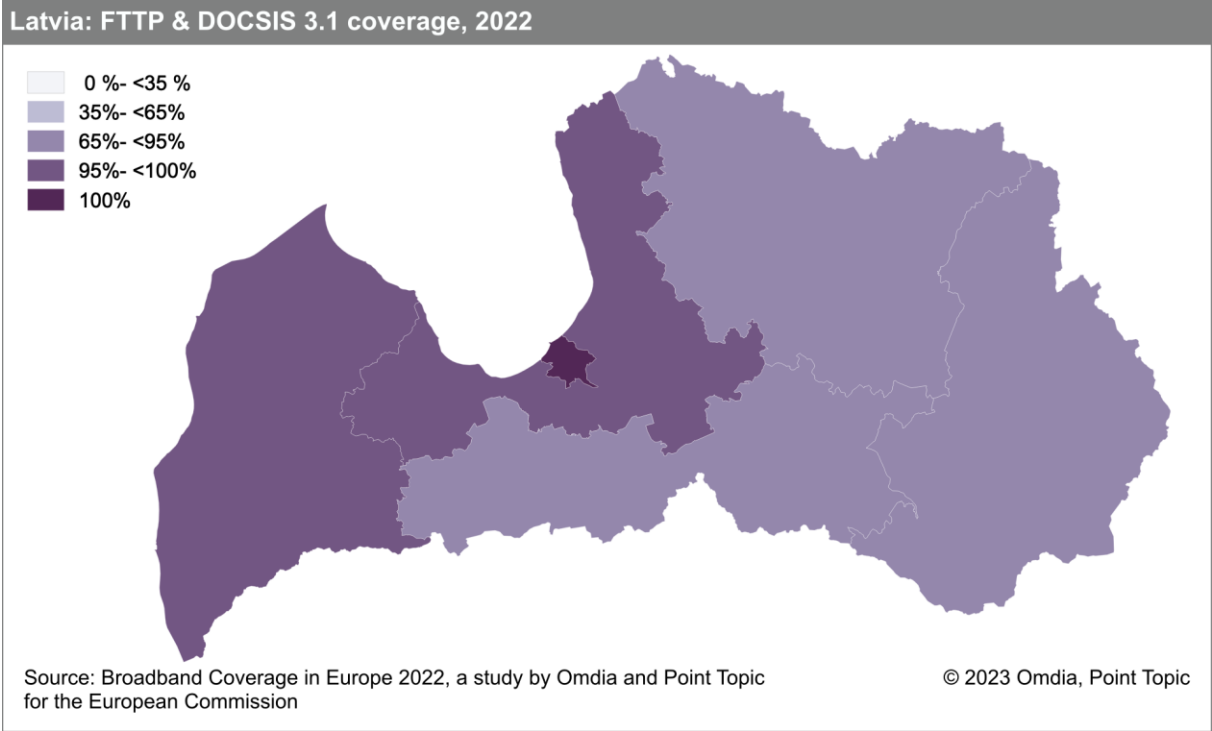 Latvia: FTTP & DOCSIS 3.1 coverage, 2022
0 %- <35 %
35%- <65%
65%- <95%
95%- <100%
100%
Source: Broadband Coverage in Europe 2022, a study by Omdia and Point Topic
for the European Commission
© 2023 Omdia, Point Topic